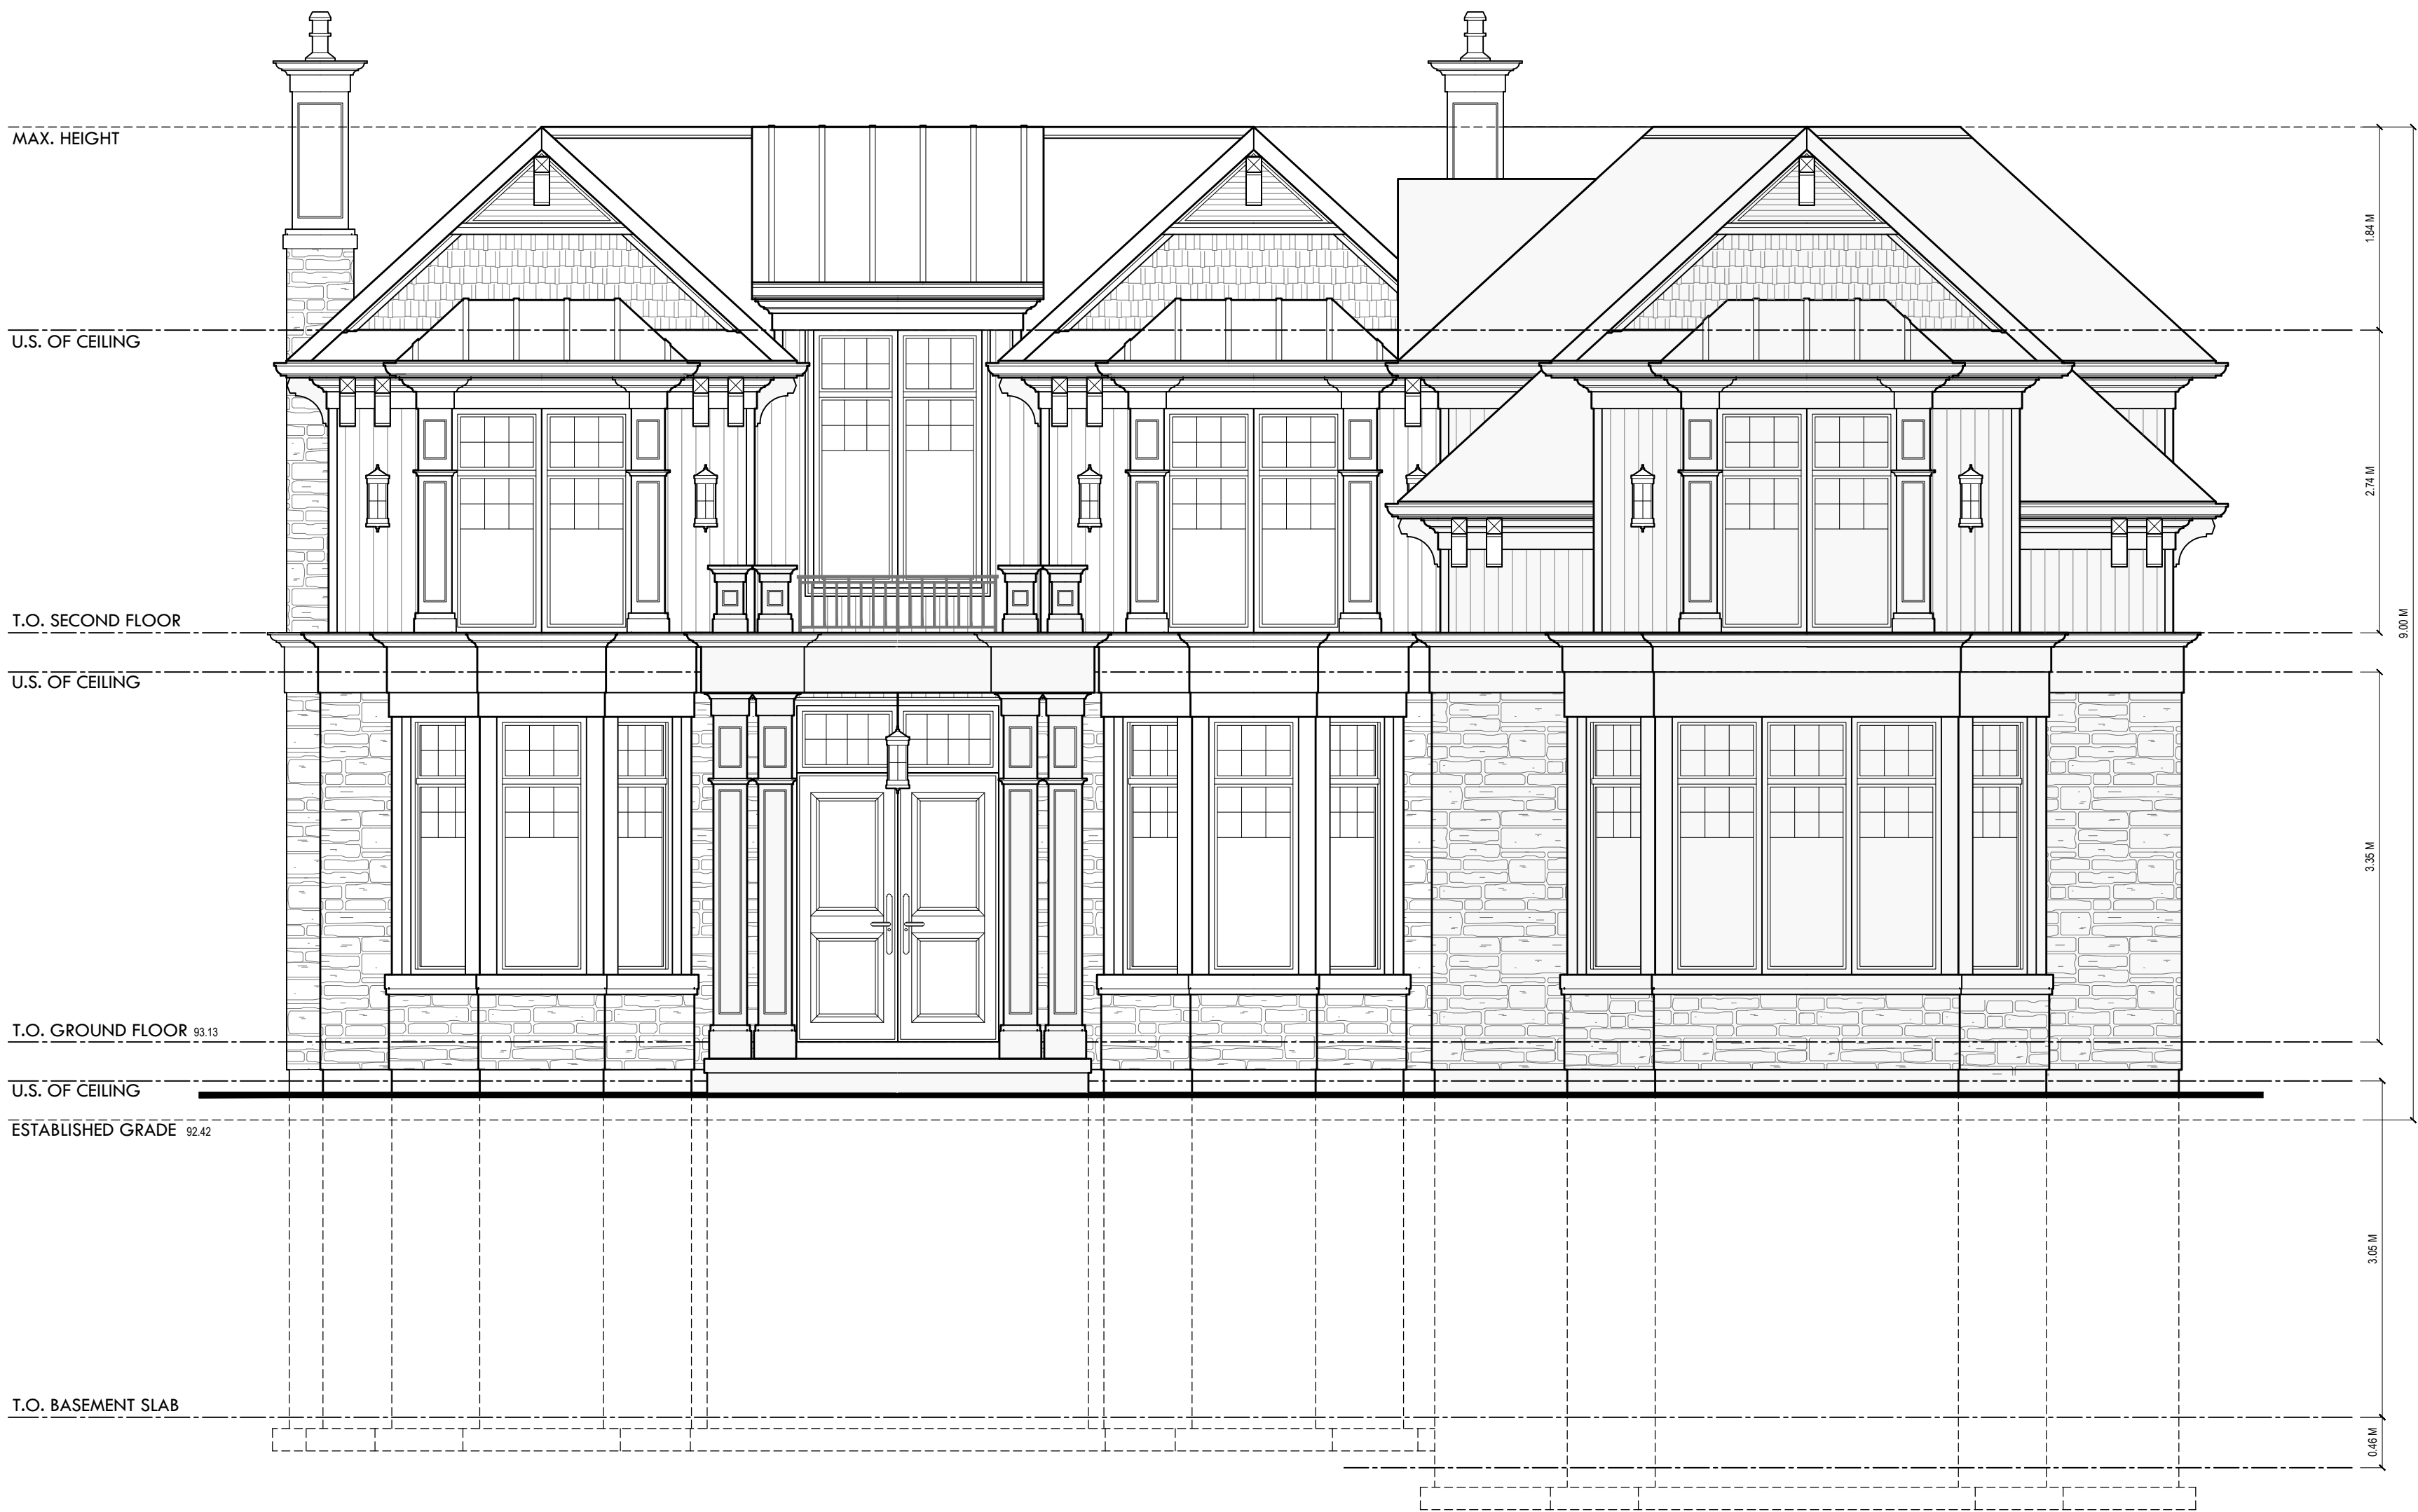 MAX. HEIGHT
1.84 M
U.S. OF CEILING
2.74 M
T.O. SECOND FLOOR
9.00 M
U.S. OF CEILING
3.35 M
T.O. GROUND FLOOR 93.13
U.S. OF CEILING
ESTABLISHED GRADE 92.42
3.05 M
T.O. BASEMENT SLAB
0.46 M